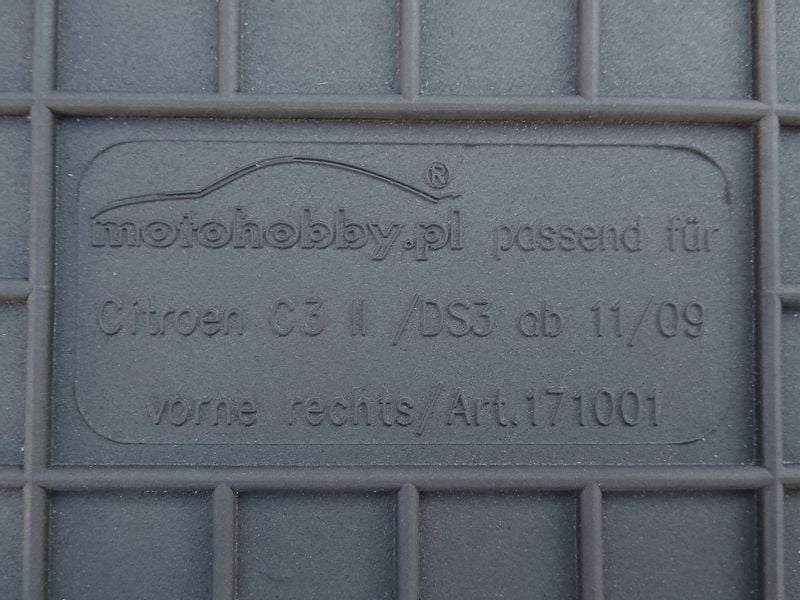 motohobby.pl® passend für
Citroen C3 II /DS3 ab 11/09
vorne rechts/Art.171001